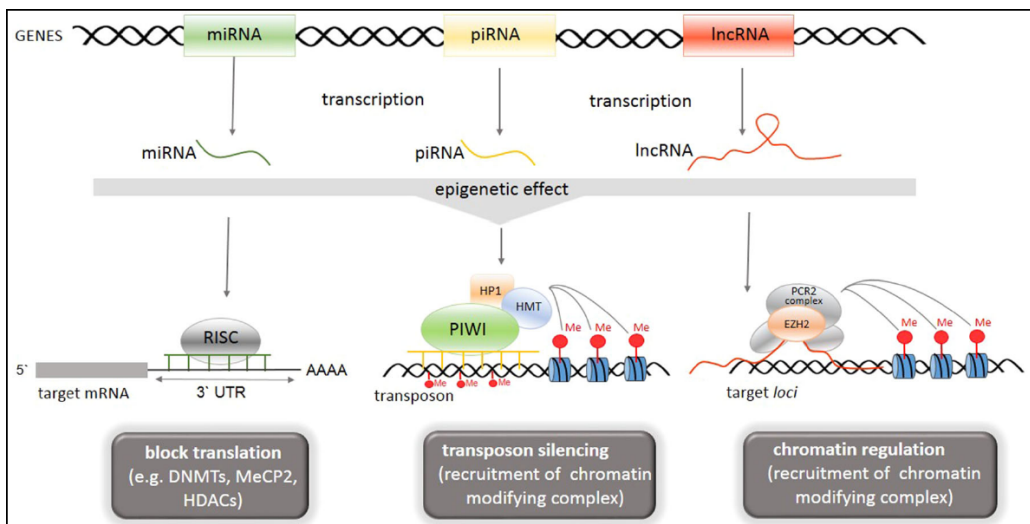 GENES
miRNA
piRNA
lncRNA
transcription
transcription
miRNA
piRNA
lncRNA
epigenetic effect
RISC
5`
target mRNA
3` UTR
AAAA
HP1
HMT
PIWI
Me
Me
Me
Me
Me
Me
transposon
PCR2
complex
EZH2
Me
Me
Me
target loci
block translation
(e.g. DNMTs, MeCP2,
HDACs)
transposon silencing
(recruitment of chromatin
modifying complex)
chromatin regulation
(recruitment of chromatin
modifying complex)